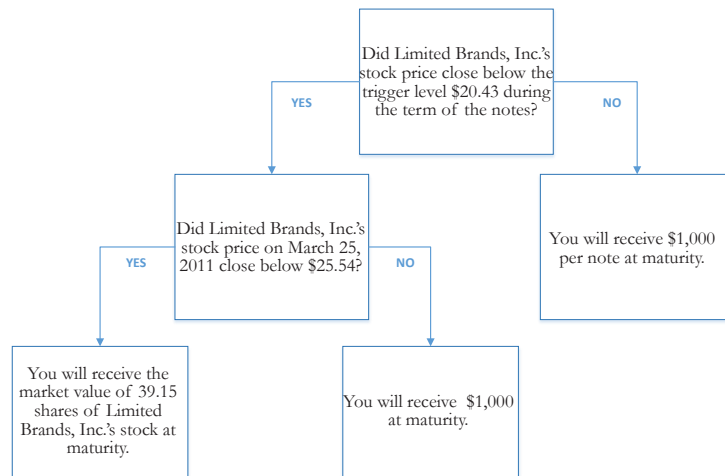 Did Limited Brands, Inc.'s
stock price close below the
trigger level $20.43 during
the term of the notes?
YES
NO
Did Limited Brands, Inc.'s
stock price on March 25,
2011 close below $25.54?
You will receive $1,000
per note at maturity.
YES
NO
You will receive the
market value of 39.15
shares of Limited
Brands, Inc.'s stock at
maturity.
You will receive $1,000
at maturity.